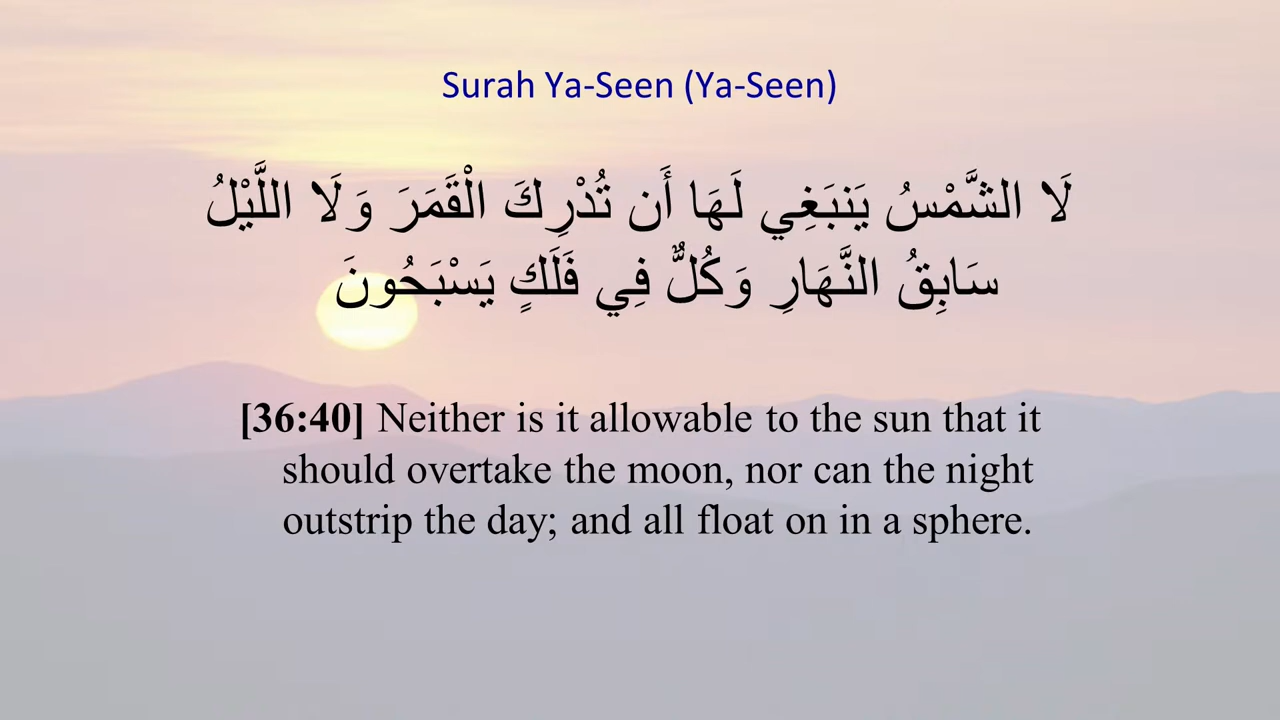 Surah Ya-Seen (Ya-Seen)
لَا الشَّمْسُ يَنبَغِي لَهَا أَن تُدْرِكَ الْقَمَرَ وَلَا اللَّيْلُ
سَابِقُ النَّهَارِ وَكُلٌّ فِي فَلَكٍ يَسْبَحُونَ
[36:40] Neither is it allowable to the sun that it
should overtake the moon, nor can the night
outstrip the day; and all float on in a sphere.